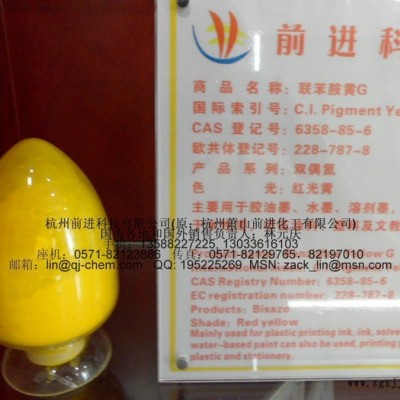 前进科
商 品 名 称: 联苯胺黄G
国际索引号: C.I. Pigment Ye
CAS 登记号: 6358-85-6
欧共体登记号: 228-787-8
产 品 系 列: 双偶氮
色 光: 红光黄
主要用于胶油墨、水墨、溶剂墨、
杭州前进科技有限公司(原:杭州萧山前进化工有限公司)
国内各地和国外销售负责人:林元庆
手机: 13588227225, 13033616103
座机: 0571-82123886 传真: 0571-82129765, 82197010
邮箱: lin@qj-chem.com QQ: 195225269, MSN: zack_lin@msn.com
CAS Registry Number: 6358-85-6
EC registration number: 228-787-8
Products: Bisazo
Shade: Red yellow
Mainly used for plastic printing ink, ink, solve
water-based paint can also be used, printing p
plastic and stationery.